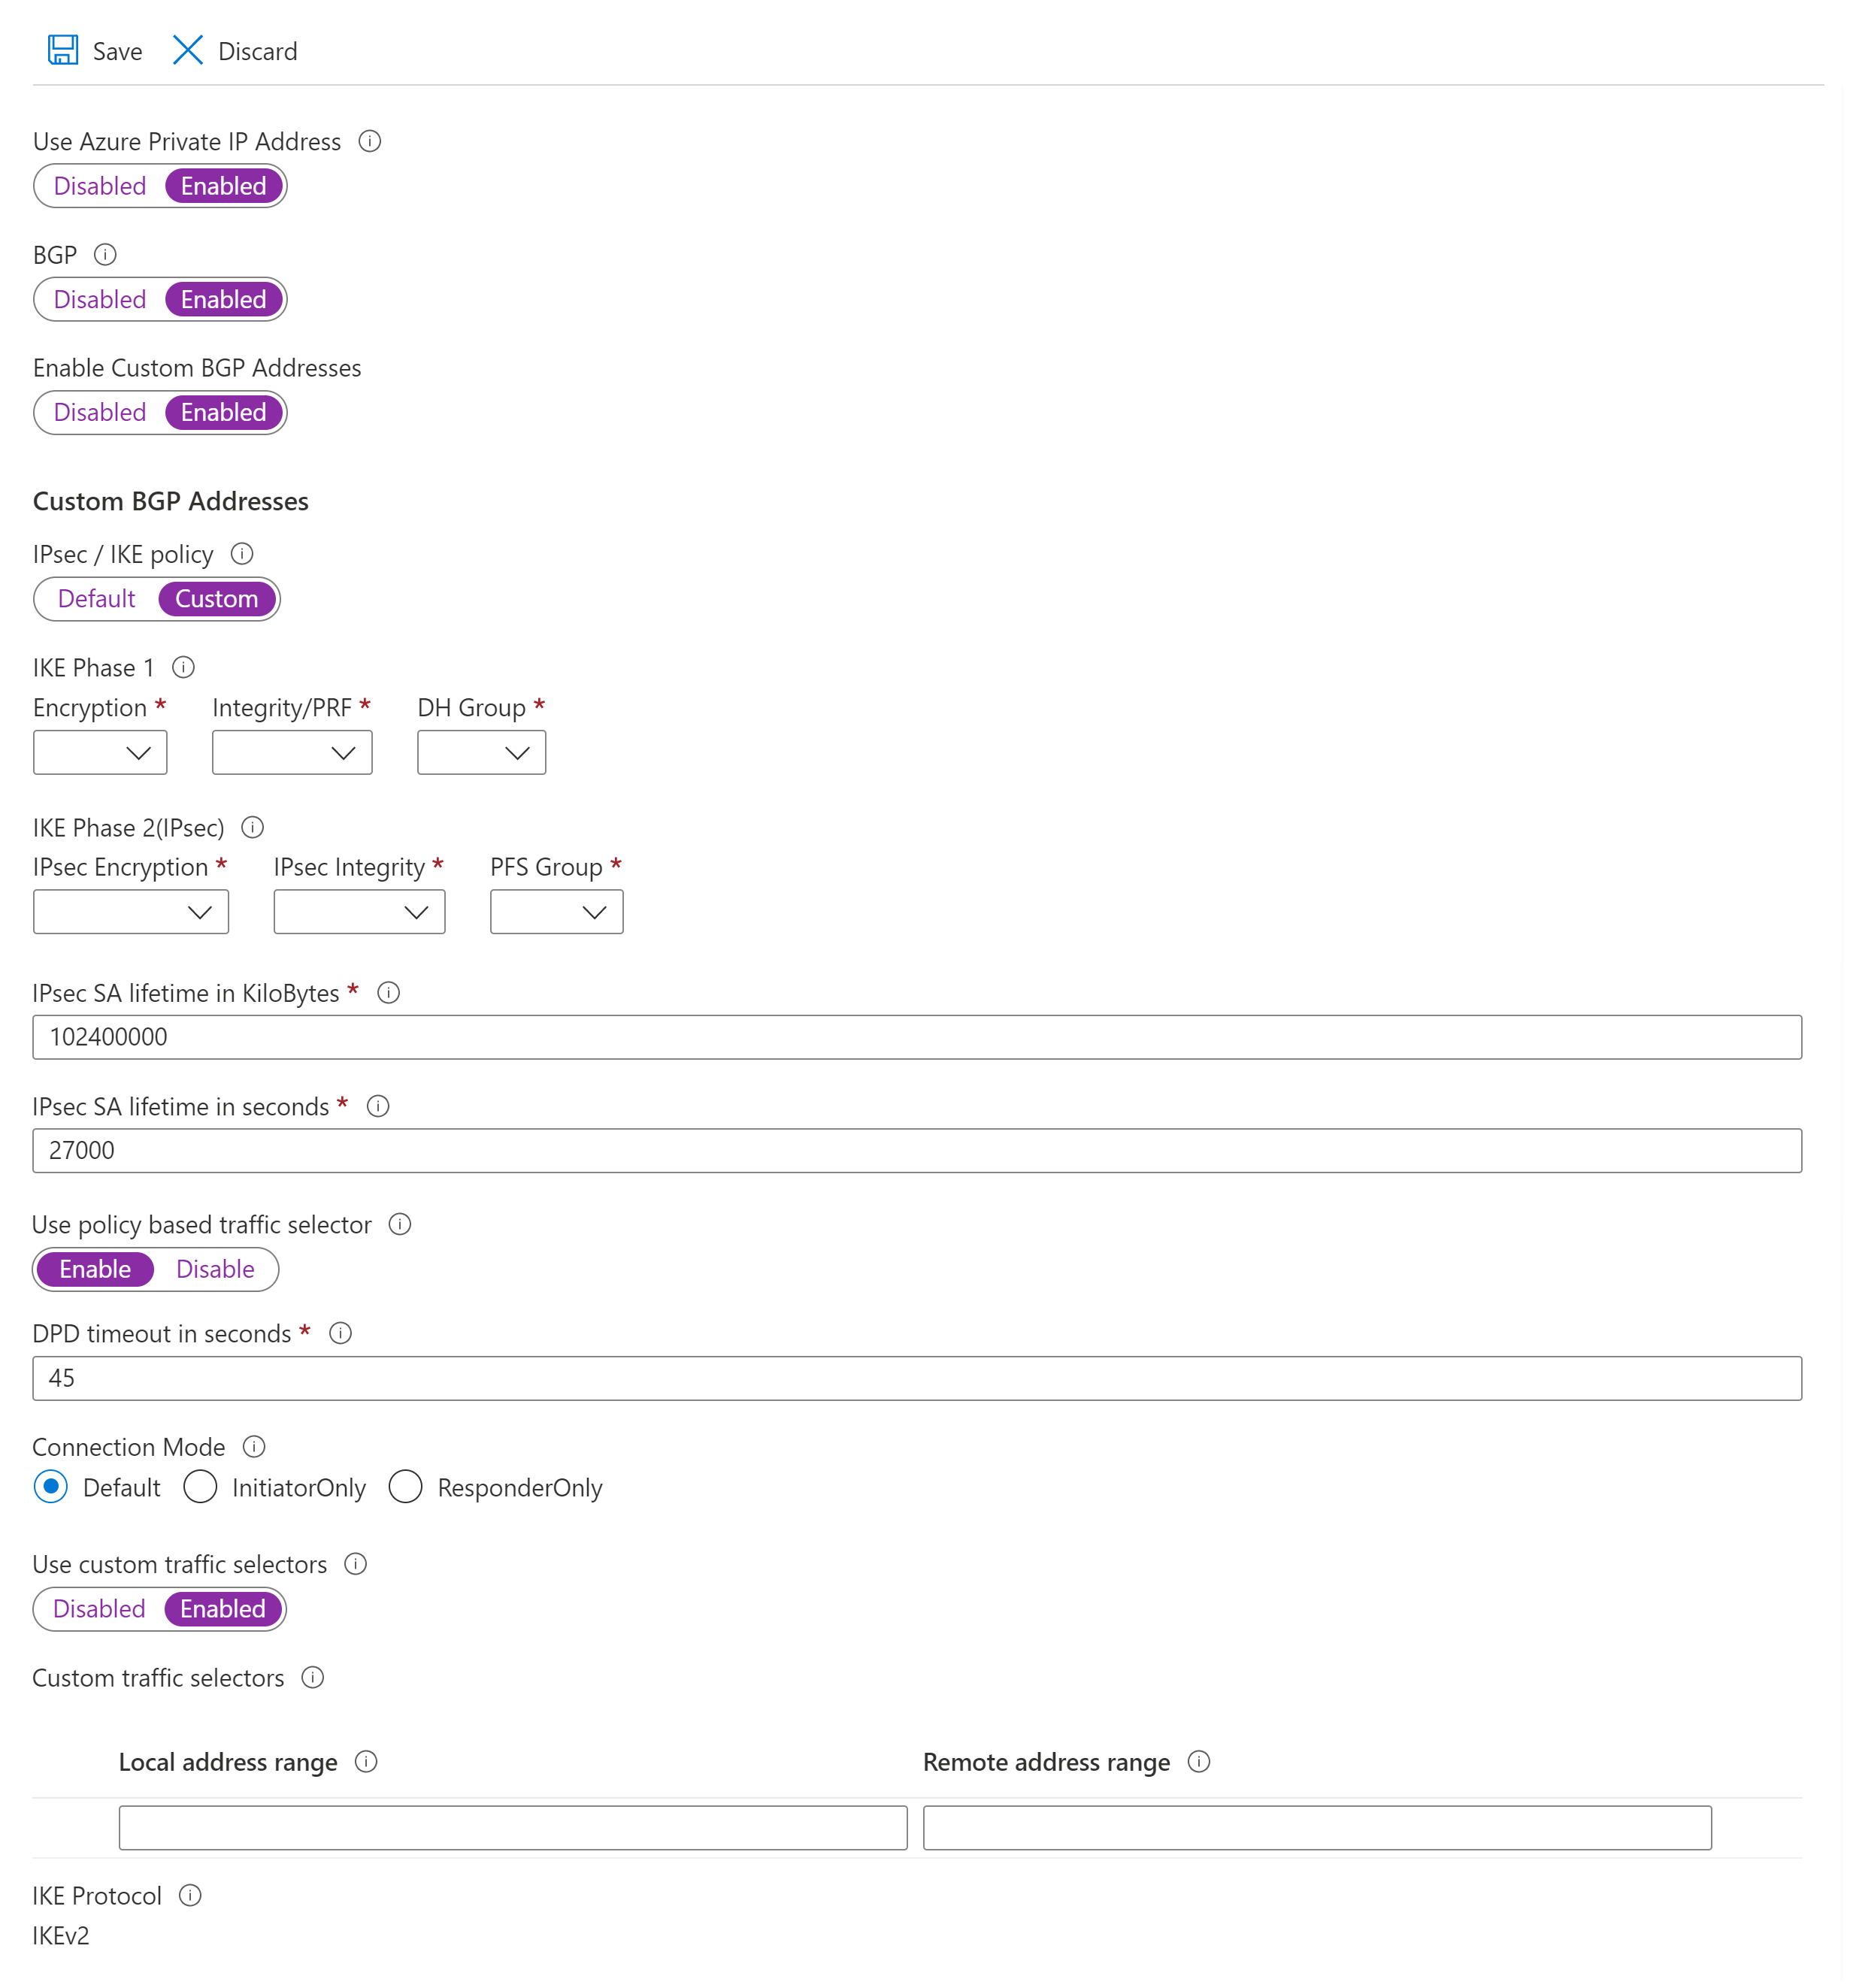 Save Discard
Use Azure Private IP Address
Disabled Enabled
BGP
Disabled Enabled
Enable Custom BGP Addresses
Disabled Enabled
Custom BGP Addresses
IPsec / IKE policy
Default Custom
IKE Phase 1
Encryption * Integrity/PRF * DH Group *
IKE Phase 2(IPsec)
IPsec Encryption * IPsec Integrity * PFS Group *
IPsec SA lifetime in KiloBytes *
102400000
IPsec SA lifetime in seconds *
27000
Use policy based traffic selector
Enable Disable
DPD timeout in seconds *
45
Connection Mode
Default InitiatorOnly ResponderOnly
Use custom traffic selectors
Disabled Enabled
Custom traffic selectors
Local address range Remote address range
IKE Protocol
IKEv2